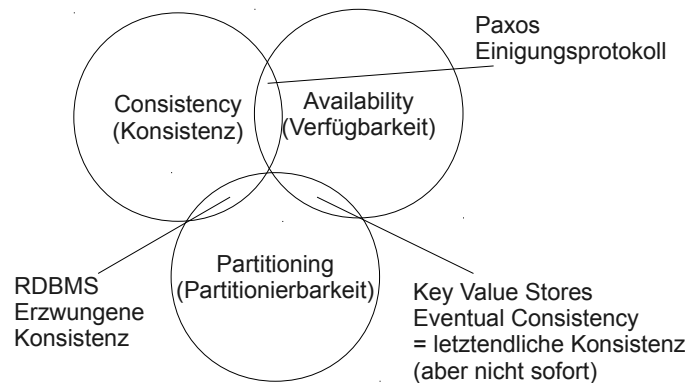 Paxos
Einigungsprotokoll
Consistency
(Konsistenz)
Availability
(Verfügbarkeit)
Partitioning
(Partitionierbarkeit)
RDBMS
Erzwungene
Konsistenz
Key Value Stores
Eventual Consistency
= letztendliche Konsistenz
(aber nicht sofort)